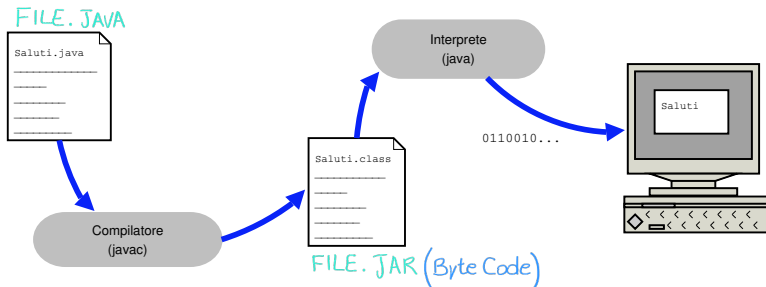 FILE.JAVA
Saluti.java
Compilatore
(javac)
Saluti.class
FILE.JAR (Byte Code)
Interprete
(java)
0110010...
Saluti